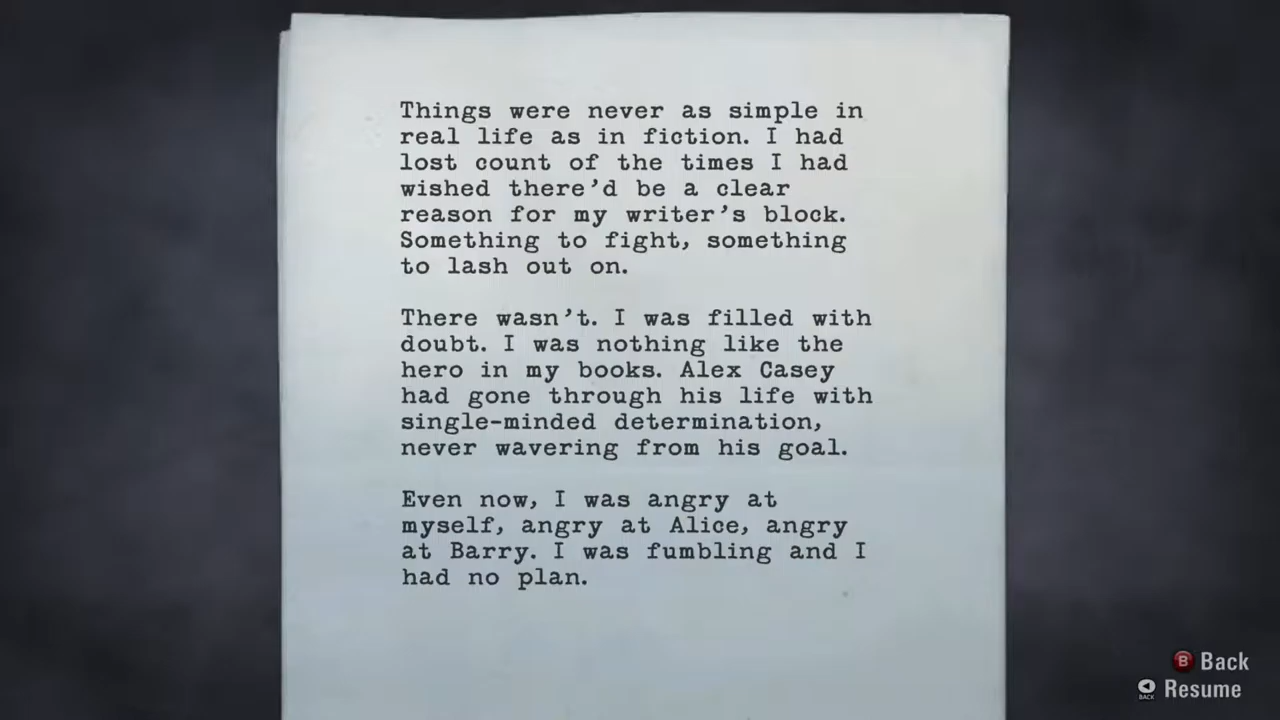 Things were never as simple in
real life as in fiction. I had
lost count of the times I had
wished there’d be a clear
reason for my writer’s block.
Something to fight, something
to lash out on.
There wasn’t. I was filled with
doubt. I was nothing like the
hero in my books. Alex Casey
had gone through his life with
single-minded determination,
never wavering from his goal.
Even now, I was angry at
myself, angry at Alice, angry
at Barry. I was fumbling and I
had no plan.
B Back
BACK Resume